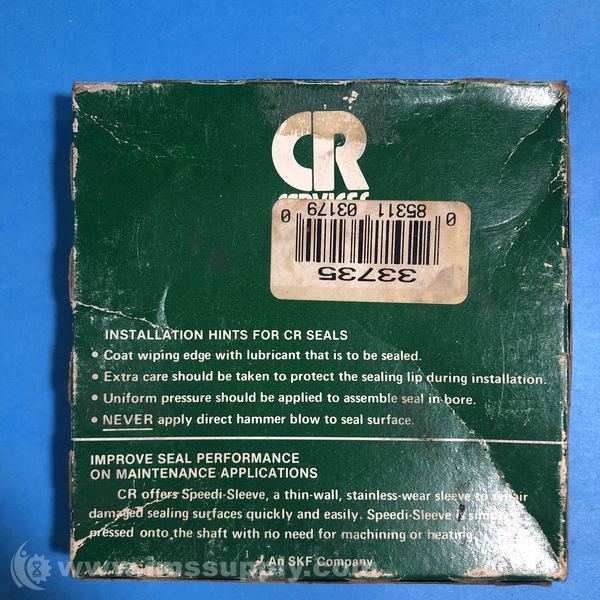 CR
SERVICES
0 85311 03179 0
33735
INSTALLATION HINTS FOR CR SEALS
• Coat wiping edge with lubricant that is to be sealed.
• Extra care should be taken to protect the sealing lip during installation.
• Uniform pressure should be applied to assemble seal in bore.
• NEVER apply direct hammer blow to seal surface.
IMPROVE SEAL PERFORMANCE
ON MAINTENANCE APPLICATIONS
CR offers Speedi-Sleeve, a thin-wall, stainless-wear sleeve to repair
damaged sealing surfaces quickly and easily. Speedi-Sleeve is simply
pressed onto the shaft with no need for machining or heating.
An SKF Company
www.imssupply.com